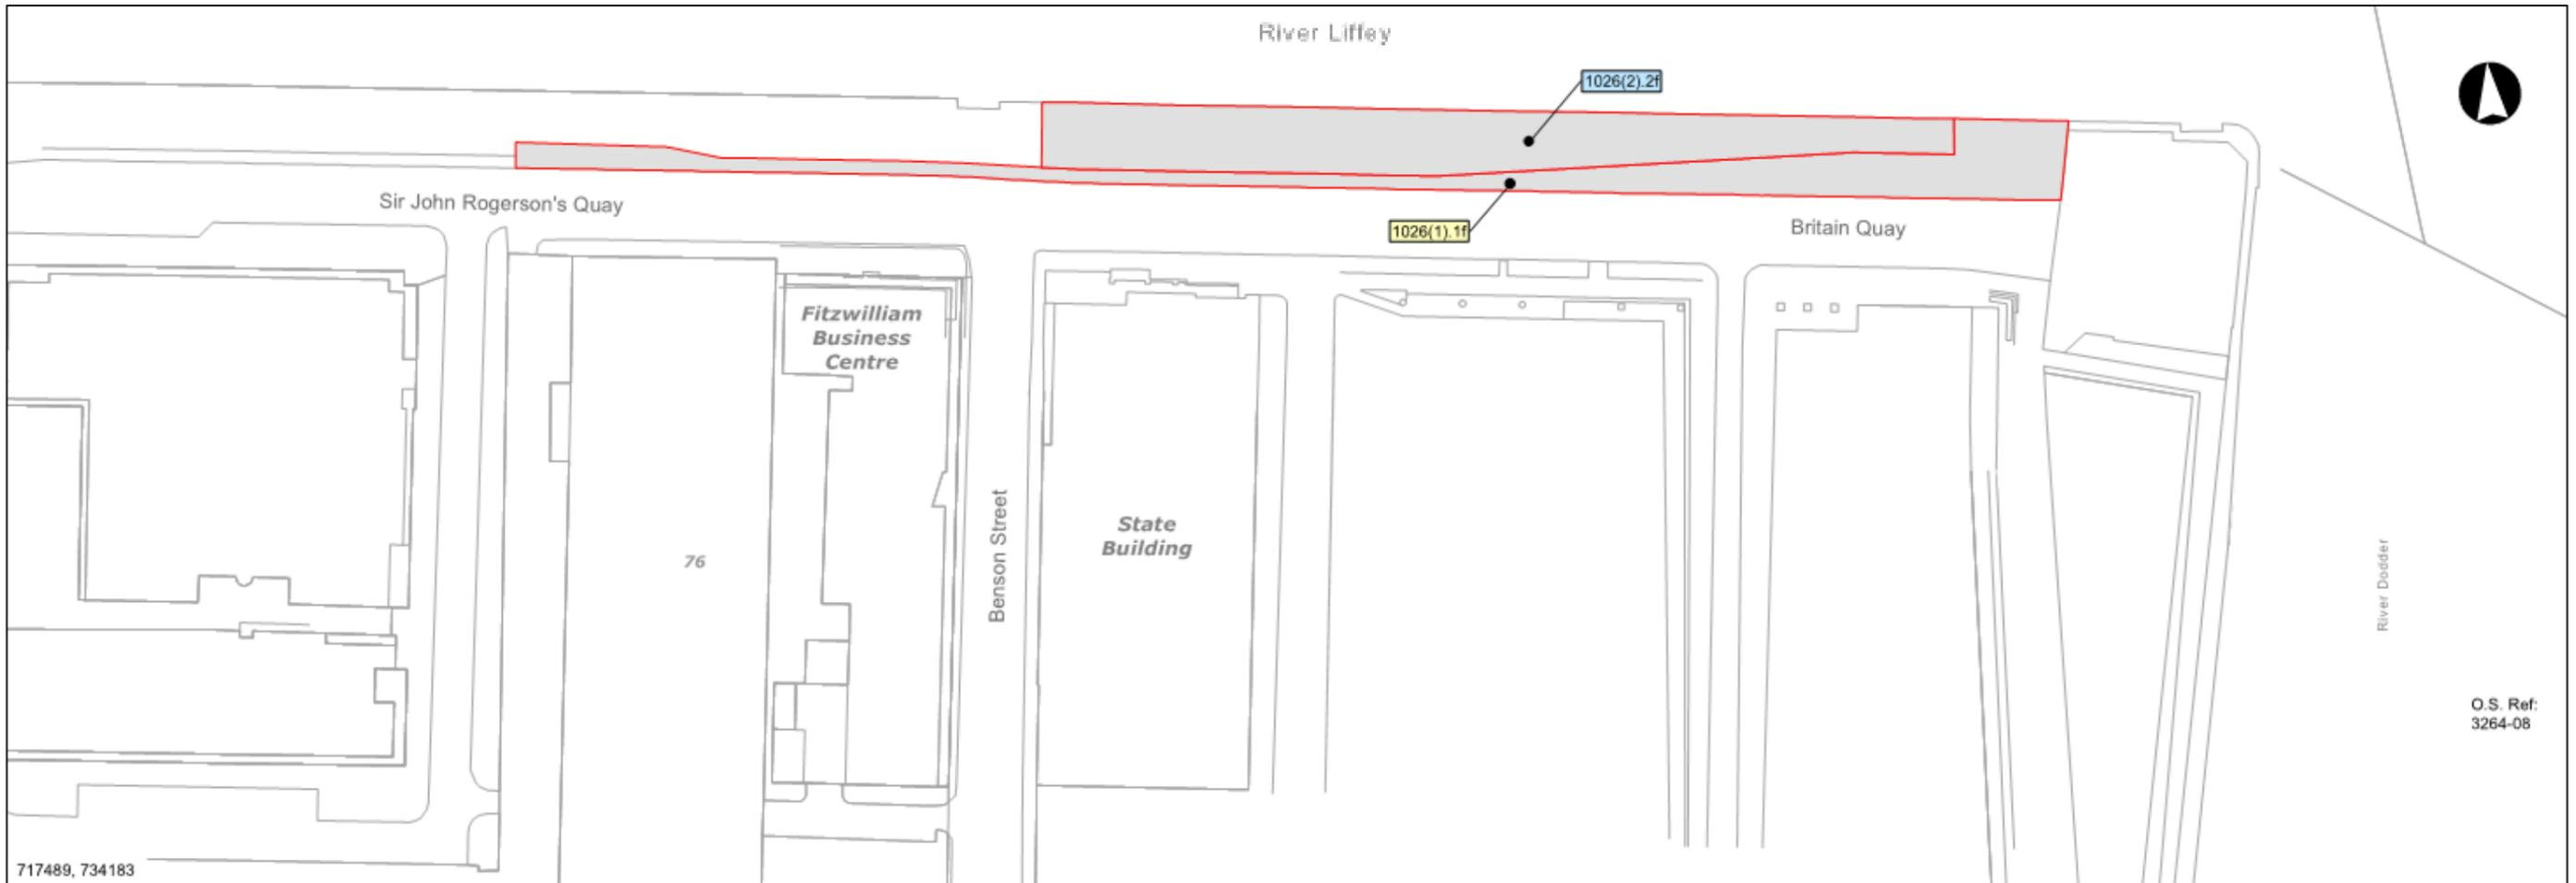 River Liffey
1026(2).2f
Sir John Rogerson's Quay
1026(1).1f
Britain Quay
Fitzwilliam
Business
Centre
Benson Street
State
Building
76
River Dodder
O.S. Ref:
3264-08
717489, 734183